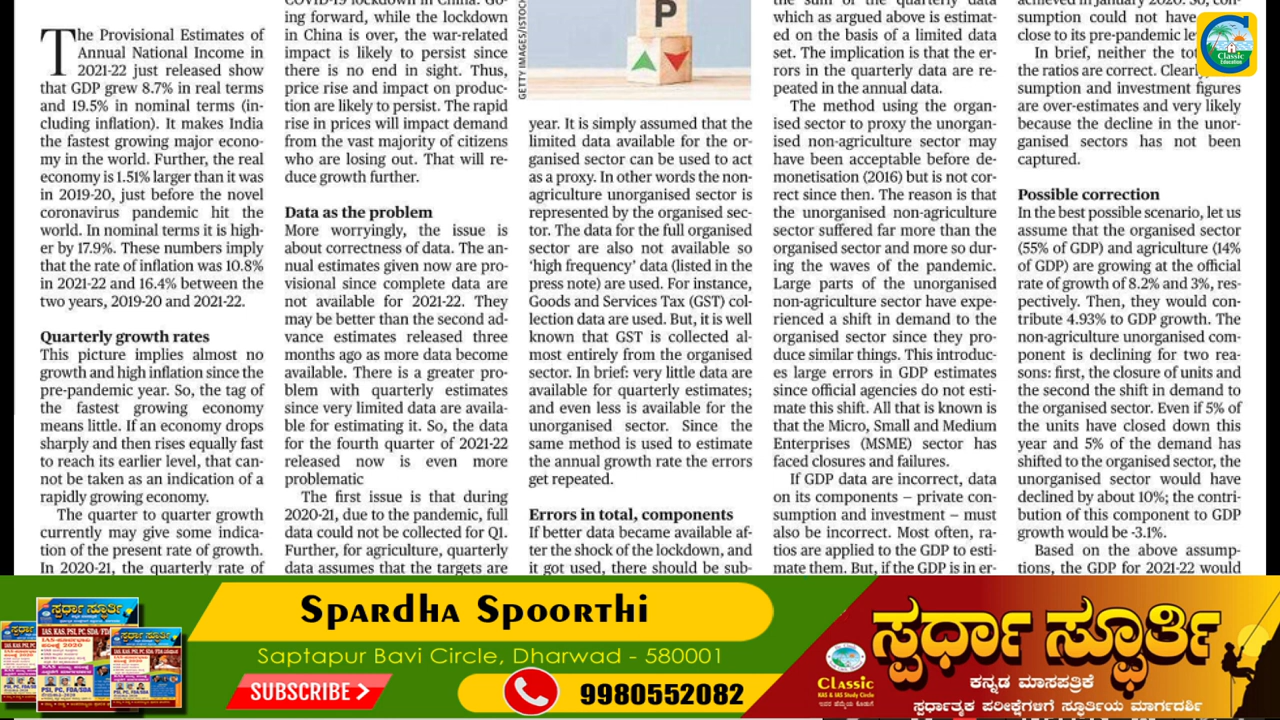 The Provisional Estimates of
Annual National Income in
2021-22 just released show
that GDP grew 8.7% in real terms
and 19.5% in nominal terms (in-
cluding inflation). It makes India
the fastest growing major econo-
my in the world. Further, the real
economy is 1.51% larger than it was
in 2019-20, just before the novel
coronavirus pandemic hit the
world. In nominal terms it is high-
er by 17.9%. These numbers imply
that the rate of inflation was 10.8%
in 2021-22 and 16.4% between the
two years, 2019-20 and 2021-22.
Quarterly growth rates
This picture implies almost no
growth and high inflation since the
pre-pandemic year. So, the tag of
the fastest growing economy
means little. If an economy drops
sharply and then rises equally fast
to reach its earlier level, that can-
not be taken as an indication of a
rapidly growing economy.
The quarter to quarter growth
currently may give some indica-
tion of the present rate of growth.
In 2020-21, the quarterly rate of
COVID-19 lockdown in China. Go-
ing forward, while the lockdown
in China is over, the war-related
impact is likely to persist since
there is no end in sight. Thus,
price rise and impact on produc-
tion are likely to persist. The rapid
rise in prices will impact demand
from the vast majority of citizens
who are losing out. That will re-
duce growth further.
Data as the problem
More worryingly, the issue is
about correctness of data. The an-
nual estimates given now are pro-
visional since complete data are
not available for 2021-22. They
may be better than the second ad-
vance estimates released three
months ago as more data become
available. There is a greater pro-
blem with quarterly estimates
since very limited data are availa-
ble for estimating it. So, the data
for the fourth quarter of 2021-22
released now is even more
problematic
The first issue is that during
2020-21, due to the pandemic, full
data could not be collected for Q1.
Further, for agriculture, quarterly
data assumes that the targets are
GETTY IMAGES/ISTOCK
P
year. It is simply assumed that the
limited data available for the or-
ganised sector can be used to act
as a proxy. In other words the non-
agriculture unorganised sector is
represented by the organised sec-
tor. The data for the full organised
sector are also not available so
‘high frequency’ data (listed in the
press note) are used. For instance,
Goods and Services Tax (GST) col-
lection data are used. But, it is well
known that GST is collected al-
most entirely from the organised
sector. In brief: very little data are
available for quarterly estimates;
and even less is available for the
unorganised sector. Since the
same method is used to estimate
the annual growth rate the errors
get repeated.
Errors in total, components
If better data became available af-
ter the shock of the lockdown, and
it got used, there should be sub-
the sum of the quarterly data
which as argued above is estimat-
ed on the basis of a limited data
set. The implication is that the er-
rors in the quarterly data are re-
peated in the annual data.
The method using the organ-
ised sector to proxy the unorgan-
ised non-agriculture sector may
have been acceptable before de-
monetisation (2016) but is not cor-
rect since then. The reason is that
the unorganised non-agriculture
sector suffered far more than the
organised sector and more so dur-
ing the waves of the pandemic.
Large parts of the unorganised
non-agriculture sector have expe-
rienced a shift in demand to the
organised sector since they pro-
duce similar things. This introduc-
es large errors in GDP estimates
since official agencies do not esti-
mate this shift. All that is known is
that the Micro, Small and Medium
Enterprises (MSME) sector has
faced closures and failures.
If GDP data are incorrect, data
on its components – private con-
sumption and investment – must
also be incorrect. Most often, ra-
tios are applied to the GDP to esti-
mate them. But, if the GDP is in er-
achieved in January 2020. So, con-
sumption could not have
close to its pre-pandemic le
In brief, neither the to
the ratios are correct. Clearly,
sumption and investment figures
are over-estimates and very likely
because the decline in the unor-
ganised sectors has not been
captured.
Possible correction
In the best possible scenario, let us
assume that the organised sector
(55% of GDP) and agriculture (14%
of GDP) are growing at the official
rate of growth of 8.2% and 3%, res-
pectively. Then, they would con-
tribute 4.93% to GDP growth. The
non-agriculture unorganised com-
ponent is declining for two rea-
sons: first, the closure of units and
the second the shift in demand to
the organised sector. Even if 5% of
the units have closed down this
year and 5% of the demand has
shifted to the organised sector, the
unorganised sector would have
declined by about 10%; the contri-
bution of this component to GDP
growth would be -3.1%.
Based on the above assump-
tions, the GDP for 2021-22 would
Classic
Education
ಸ್ಪರ್ಧಾ ಸ್ಫೂರ್ತಿ
IAS, KAS, PSI, PC, SDA/FDA
PSI, PC, FDA/SDA
Spardha Spoorthi
Saptapur Bavi Circle, Dharwad - 580001
SUBSCRIBE
9980552082
Classic
KAS & IAS Study Circle
ಸ್ಪರ್ಧಾ ಸ್ಫೂರ್ತಿ
ಕನ್ನಡ ಮಾಸಪತ್ರಿಕೆ
ಸ್ಪರ್ಧಾತ್ಮಕ ಪರೀಕ್ಷೆಗಳಿಗೆ ಸ್ಫೂರ್ತಿಯ ಮಾರ್ಗದರ್ಶಿ